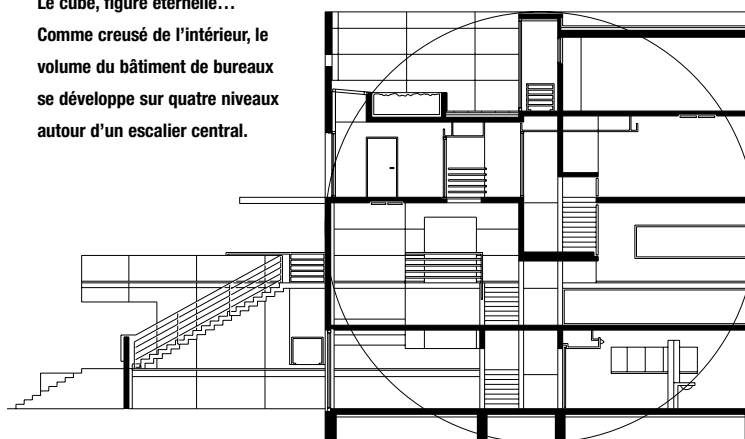 Le cube, figure éternelle…
Comme creusé de l’intérieur, le
volume du bâtiment de bureaux
se développe sur quatre niveaux
autour d’un escalier central.